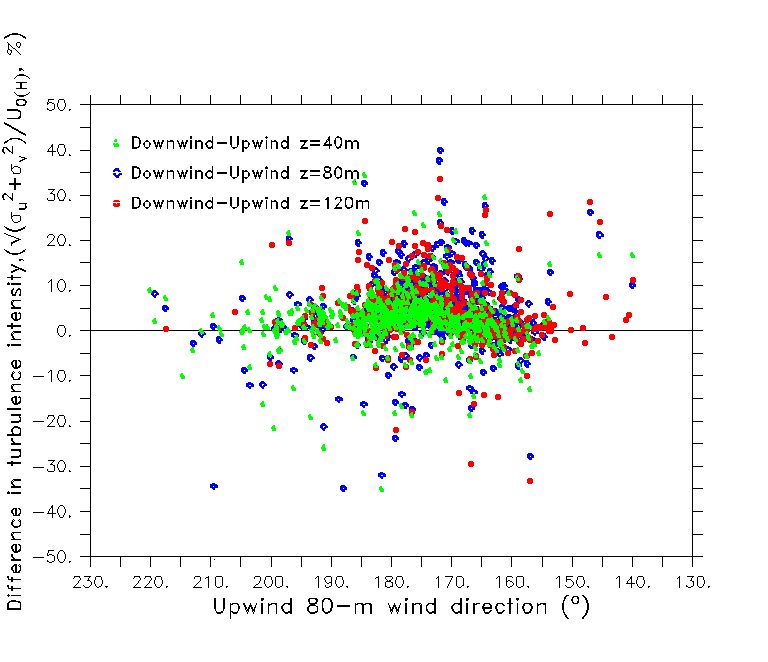 Difference in turbulence intensity,(√(σu²+σv²)/U0(H), %)
50.
40.
30.
20.
10.
0.
−10.
−20.
−30.
−40.
−50.
Downwind−Upwind z=40m
Downwind−Upwind z=80m
Downwind−Upwind z=120m
230. 220. 210. 200. 190. 180. 170. 160. 150. 140. 130.
Upwind 80−m wind direction (°)